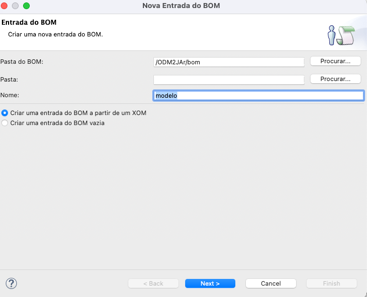 Nova Entrada do BOM
Entrada do BOM
Criar uma nova entrada do BOM.
Pasta do BOM: /ODM2JAr/bom Procurar...
Pasta: Procurar...
Nome: modelo
Criar uma entrada do BOM a partir de um XOM
Criar uma entrada do BOM vazia
? < Back Next > Cancel Finish